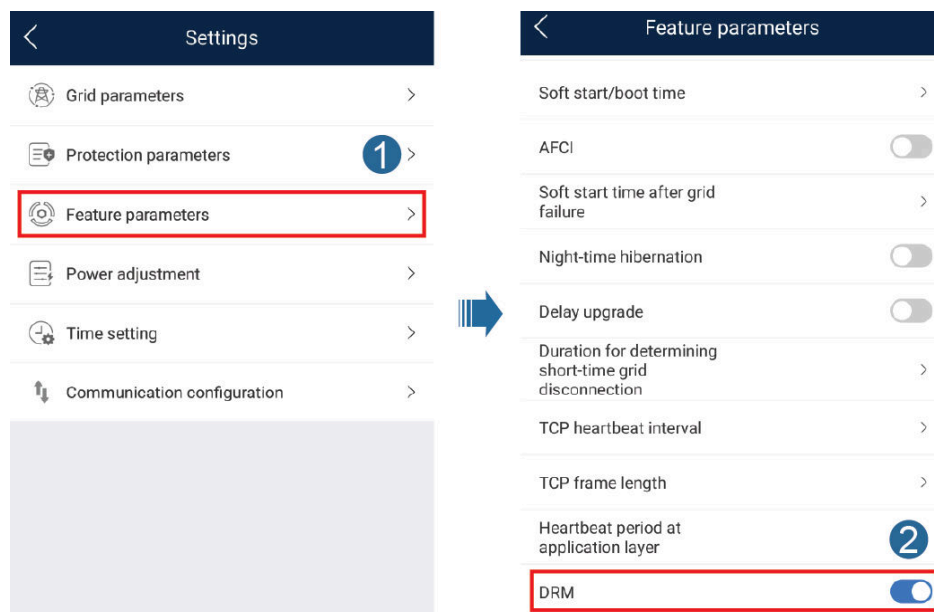 Settings
Grid parameters
Protection parameters
1
Feature parameters
Power adjustment
Time setting
Communication configuration
Feature parameters
Soft start/boot time
AFCI
Soft start time after grid
failure
Night-time hibernation
Delay upgrade
Duration for determining
short-time grid
disconnection
TCP heartbeat interval
TCP frame length
Heartbeat period at
application layer
2
DRM